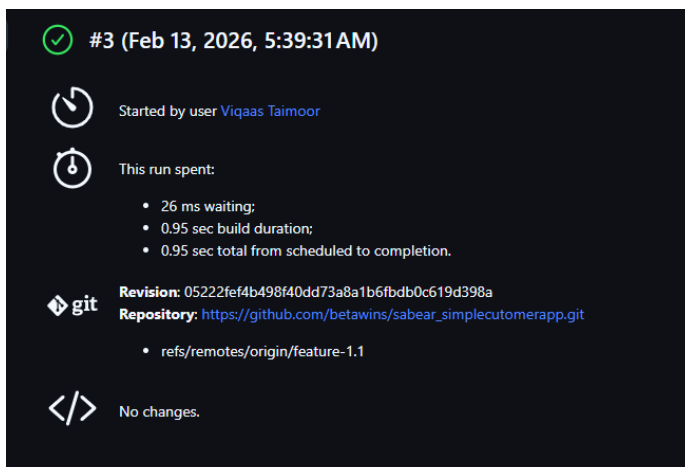 #3 (Feb 13, 2026, 5:39:31 AM)
Started by user Viqaas Taimoor
This run spent:
• 26 ms waiting;
• 0.95 sec build duration;
• 0.95 sec total from scheduled to completion.
git
Revision: 05222fef4b498f40dd73a8a1b6fbdb0c619d398a
Repository: https://github.com/betawins/sabear_simplecutomerapp.git
• refs/remotes/origin/feature-1.1
</> No changes.